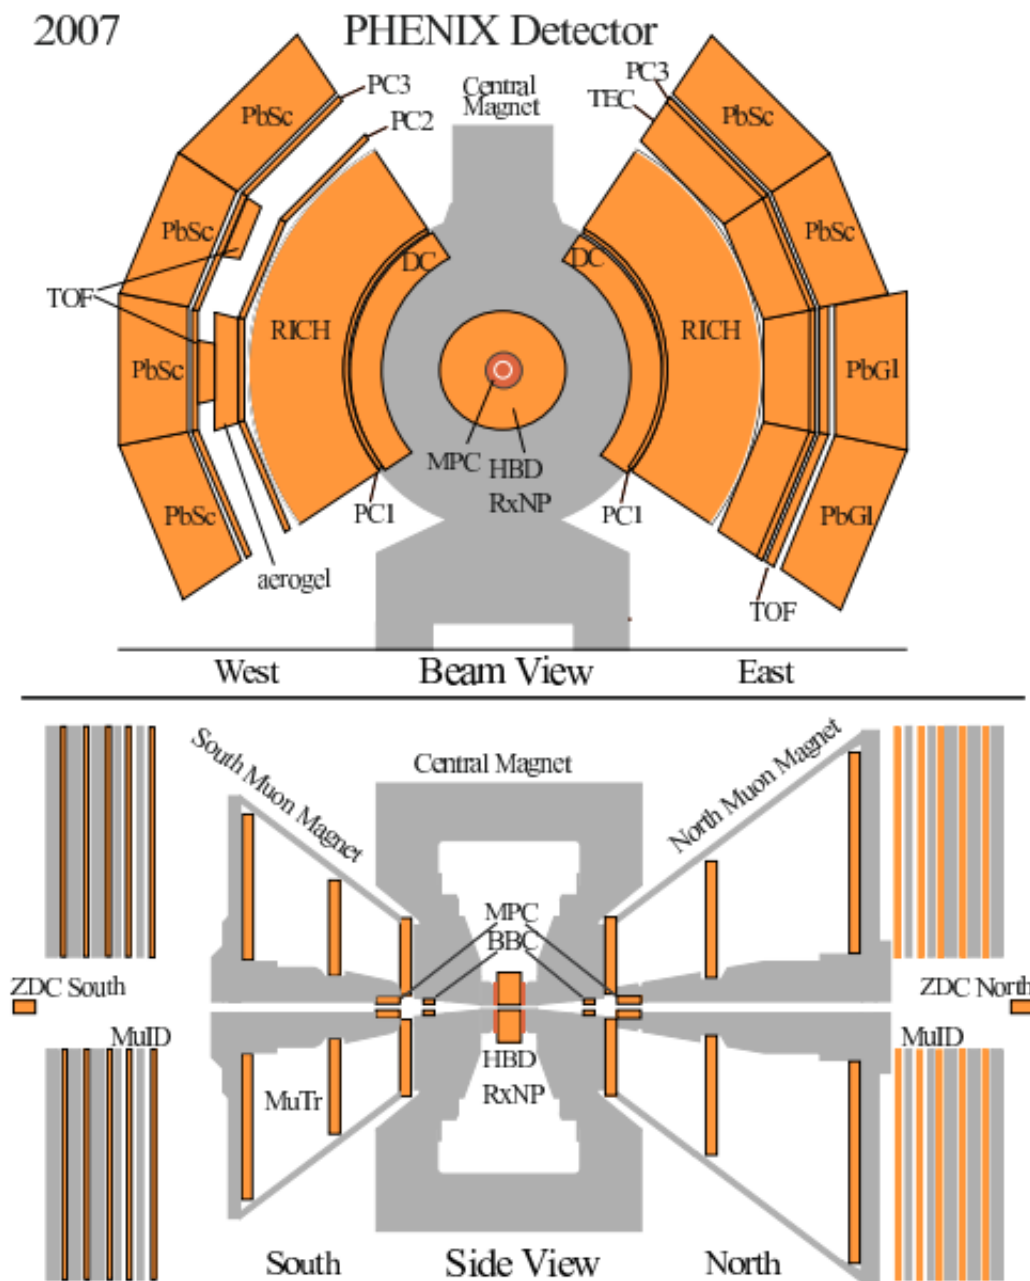 2007
PHENIX Detector
Central
Magnet
PC3
PC2
PC3
TEC
PbSc
PbSc
PbSc
PbSc
TOF
DC
DC
PbSc
RICH
RICH
PbSc
PbGl
MPC
HBD
RxNP
PC1
PC1
PbSc
PbGl
aerogel
TOF
West
Beam View
East
South Muon Magnet
Central Magnet
North Muon Magnet
MPC
BBC
ZDC South
ZDC North
MuID
MuID
HBD
RxNP
MuTr
South
Side View
North